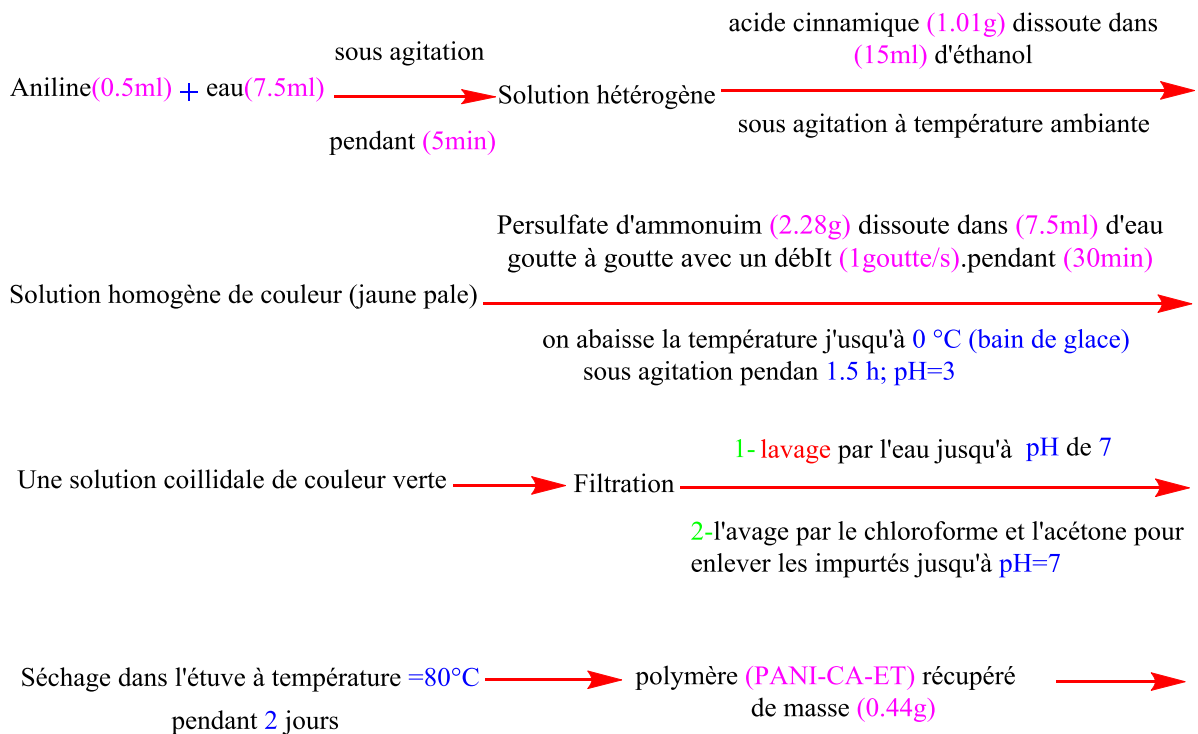 acide cinnamique (1.01g) dissoute dans
(15ml) d'éthanol
sous agitation
Aniline(0.5ml) + eau(7.5ml)
Solution hétérogène
pendant (5min)
sous agitation à température ambiante
Persulfate d'ammonuim (2.28g) dissoute dans (7.5ml) d'eau
goutte à goutte avec un débIt (1goutte/s).pendant (30min)
Solution homogène de couleur (jaune pale)
on abaisse la température j'usqu'à 0 °C (bain de glace)
sous agitation pendan 1.5 h; pH=3
1- lavage par l'eau jusqu'à pH de 7
Une solution coillidale de couleur verte
Filtration
2-l'avage par le chloroforme et l'acétone pour
enlever les impurtés jusqu'à pH=7
Séchage dans l'étuve à température =80°C
pendant 2 jours
polymère (PANI-CA-ET) récupéré
de masse (0.44g)